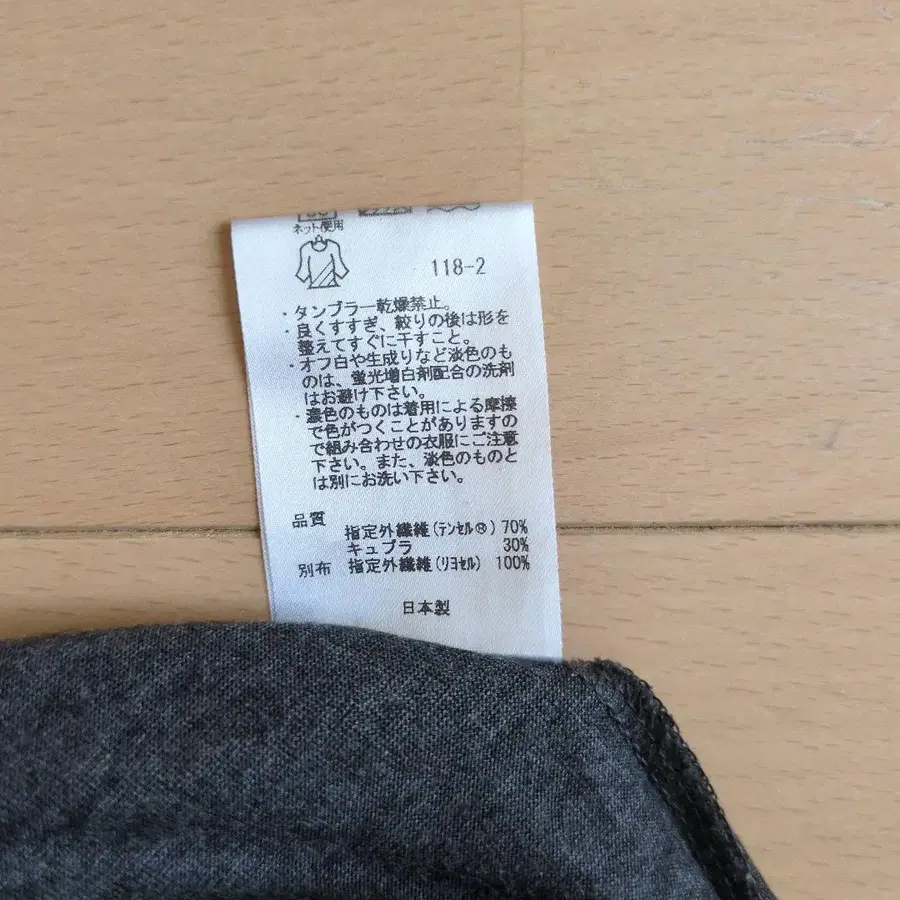 ネット使用
118-2
・タンブラー乾燥禁止。
・良くすすぎ、絞りの後は形を
整えてすぐに干すこと。
・オフ白や生成りなど淡色のも
のは、蛍光増白剤配合の洗剤
はお避け下さい。
・濃色のものは着用による摩擦
で色がつくことがありますの
で組み合わせの衣服にご注意
下さい。また、淡色のものと
は別にお洗い下さい。
品質
指定外繊維(テンセル®) 70%
キュプラ 30%
別布 指定外繊維(リヨセル) 100%
日本製